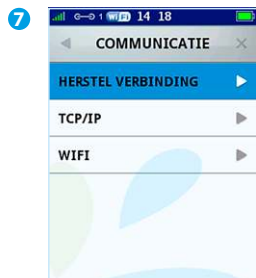 7
1 WiFi 14 18
COMMUNICATIE
HERSTEL VERBINDING
TCP/IP
WIFI